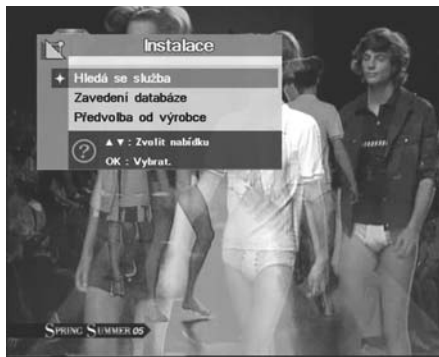 Instalace
Hledá se služba
Zavedení databáze
Předvolba od výrobce
? ▲▼ : Zvolit nabídku
OK : Vybrat.
SPRING SUMMER 05